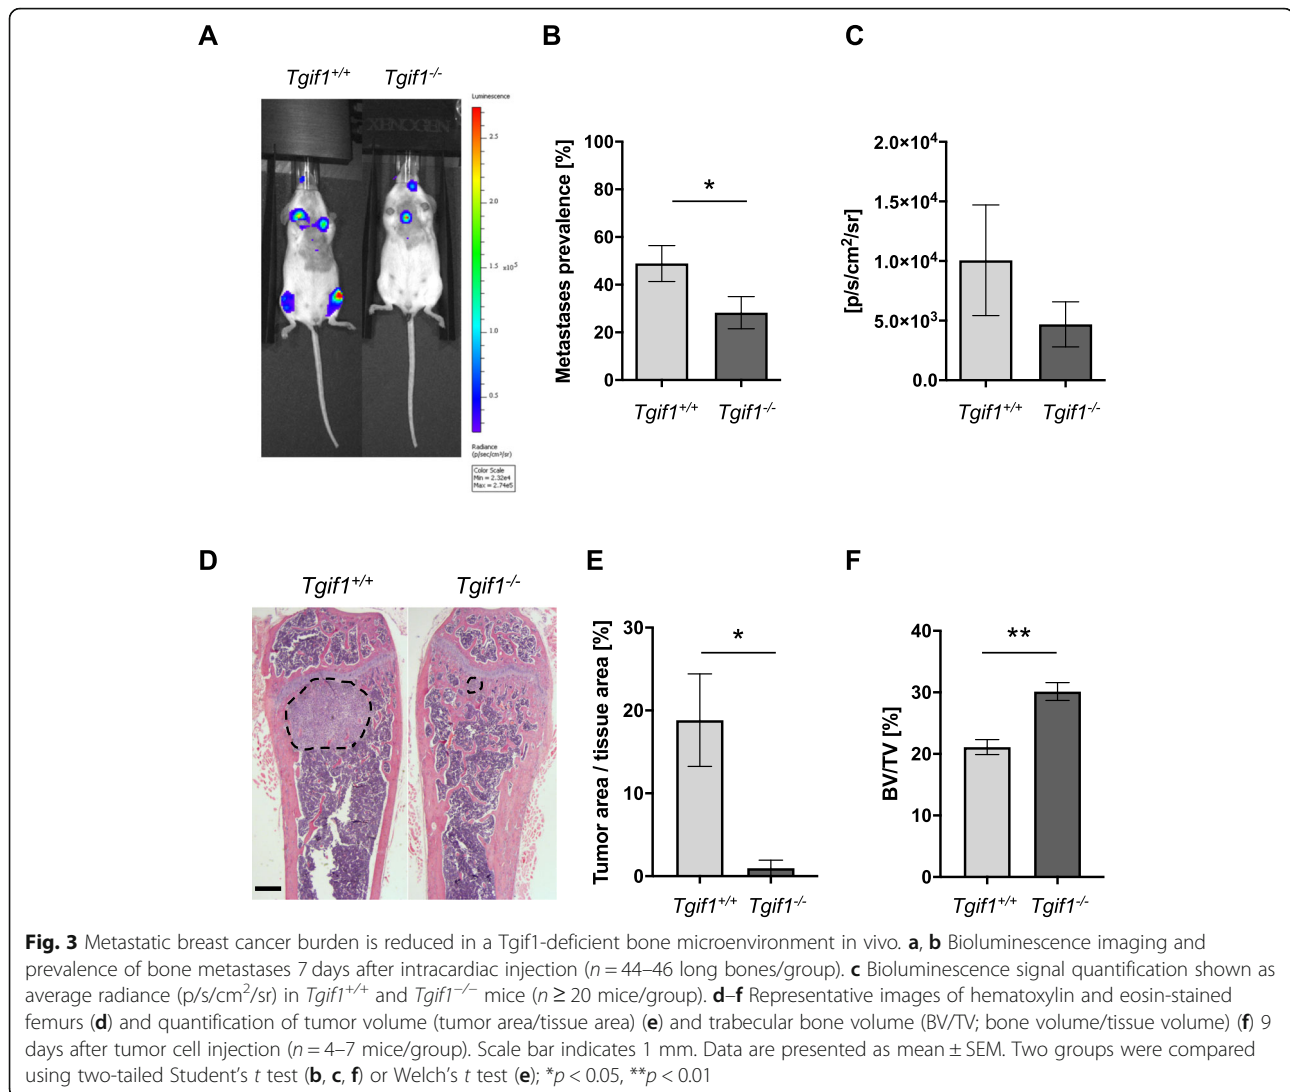 A
B
C
Tgif1+/+ Tgif1-/-
Luminescence
2.5
2.0
1.5
x10⁵
1.0
0.5
Radiance
(p/sec/cm²/sr)
Color Scale
Min = 2.32e4
Max = 2.74e5
Metastases prevalence [%]
100
80
60
40
20
0
*
Tgif1+/+ Tgif1-/-
[p/s/cm²/sr]
2.0×10⁴
1.5×10⁴
1.0×10⁴
5.0×10³
0.0
Tgif1+/+ Tgif1-/-
D
E
F
Tgif1+/+ Tgif1-/-
Tumor area / tissue area [%]
30
20
10
0
*
Tgif1+/+ Tgif1-/-
BV/TV [%]
40
30
20
10
0
**
Tgif1+/+ Tgif1-/-
Fig. 3 Metastatic breast cancer burden is reduced in a Tgif1-deficient bone microenvironment in vivo. a, b Bioluminescence imaging and
prevalence of bone metastases 7 days after intracardiac injection (n = 44–46 long bones/group). c Bioluminescence signal quantification shown as
average radiance (p/s/cm²/sr) in Tgif1+/+ and Tgif1−/− mice (n ≥ 20 mice/group). d–f Representative images of hematoxylin and eosin-stained
femurs (d) and quantification of tumor volume (tumor area/tissue area) (e) and trabecular bone volume (BV/TV; bone volume/tissue volume) (f) 9
days after tumor cell injection (n = 4–7 mice/group). Scale bar indicates 1 mm. Data are presented as mean ± SEM. Two groups were compared
using two-tailed Student's t test (b, c, f) or Welch's t test (e); *p < 0.05, **p < 0.01